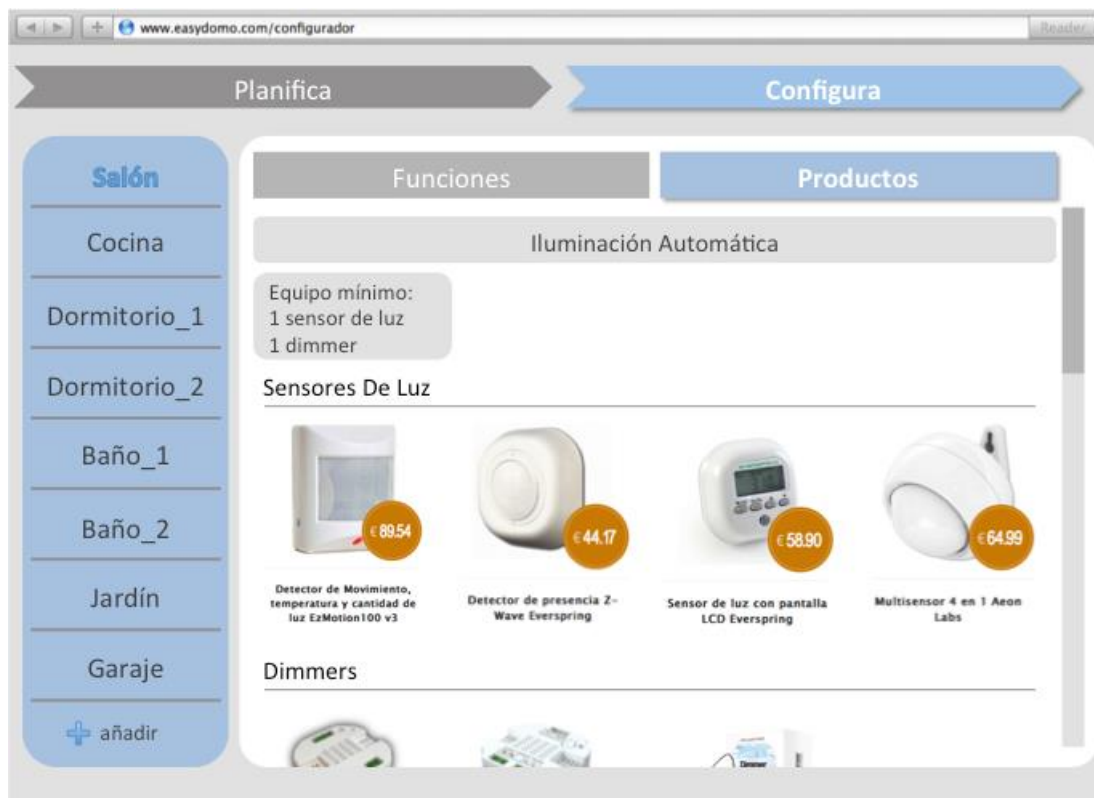 www.easydomo.com/configurador
Reader
Planifica
Configura
Salón
Cocina
Dormitorio_1
Dormitorio_2
Baño_1
Baño_2
Jardín
Garaje
añadir
Funciones
Productos
Iluminación Automática
Equipo mínimo:
1 sensor de luz
1 dimmer
Sensores De Luz
€ 89.54
€ 44.17
€ 58.90
€ 64.99
Detector de Movimiento,
temperatura y cantidad de
luz EzMotion100 v3
Detector de presencia Z-
Wave Everspring
Sensor de luz con pantalla
LCD Everspring
Multisensor 4 en 1 Aeon
Labs
Dimmers
Dimmer